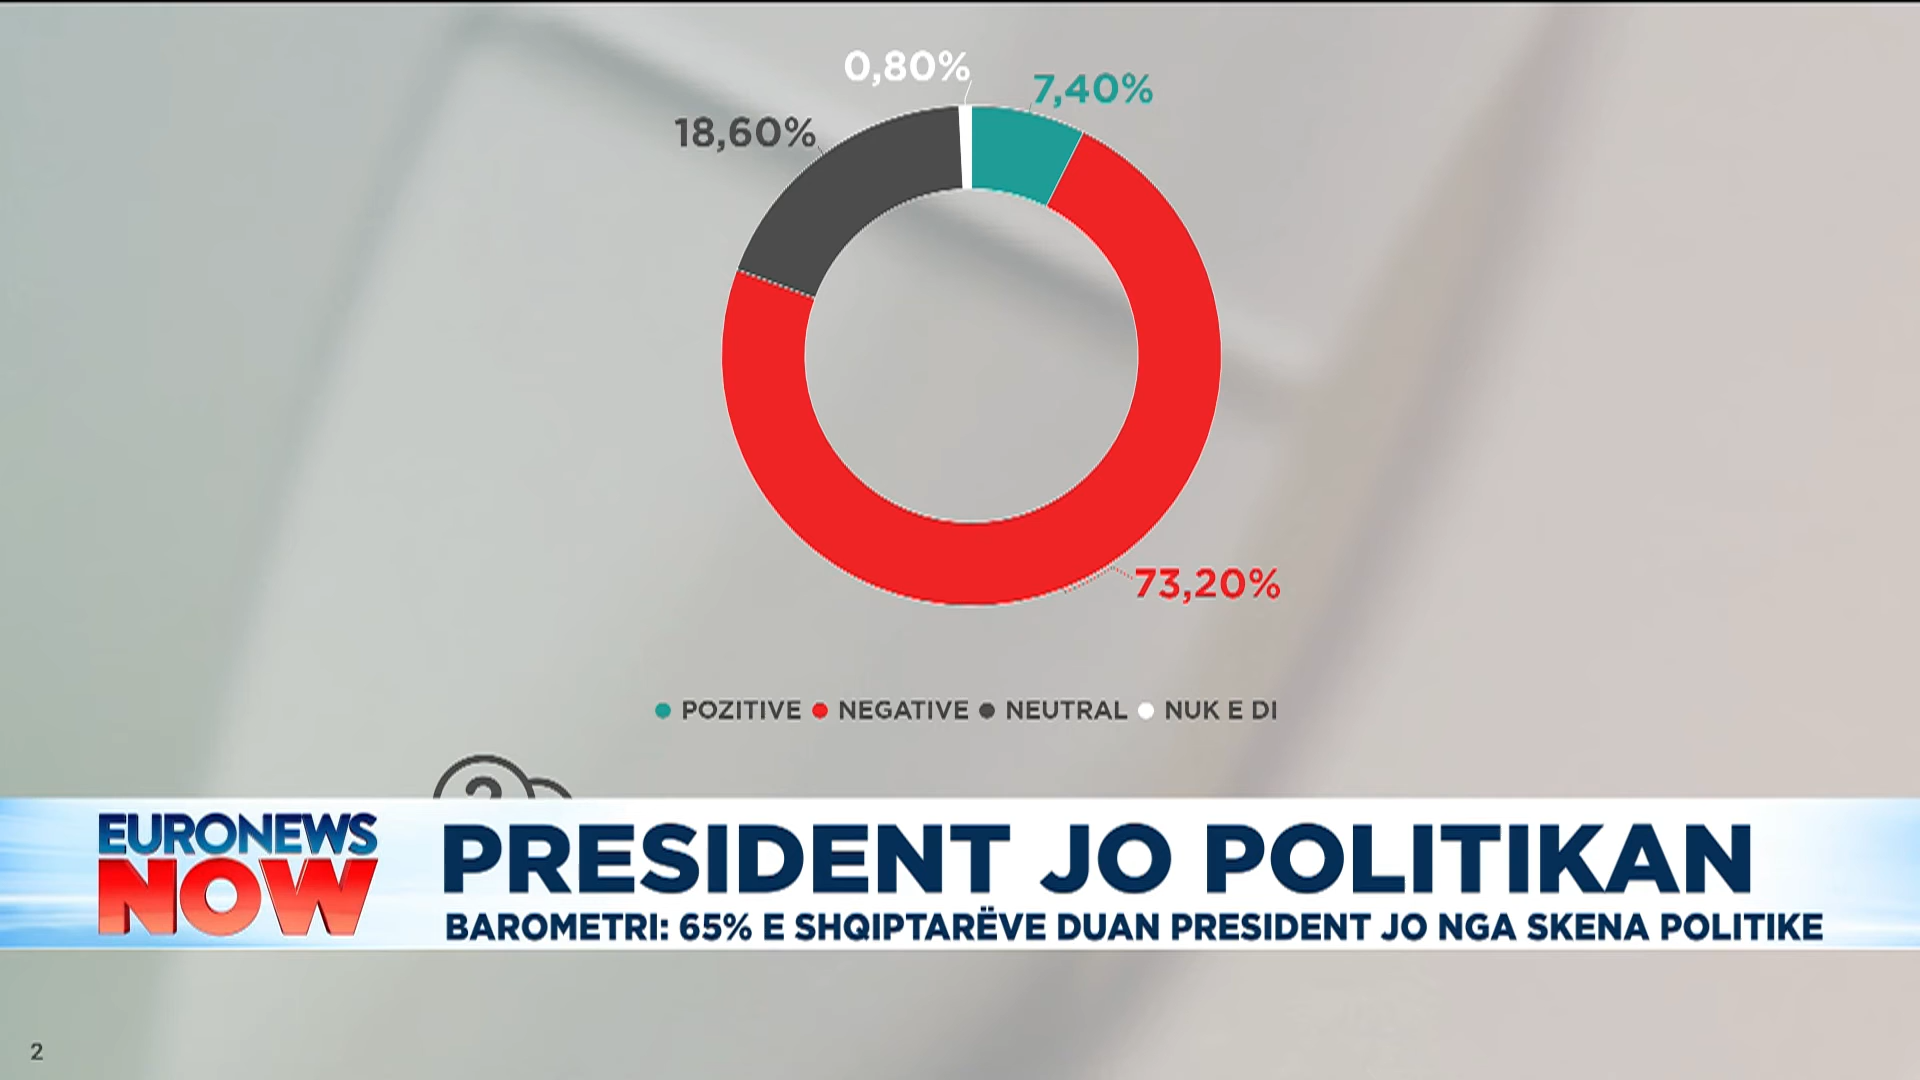 0,80%
7,40%
18,60%
73,20%
POZITIVE NEGATIVE NEUTRAL NUK E DI
?
EURONEWS
NOW
PRESIDENT JO POLITIKAN
BAROMETRI: 65% E SHQIPTARËVE DUAN PRESIDENT JO NGA SKENA POLITIKE
2